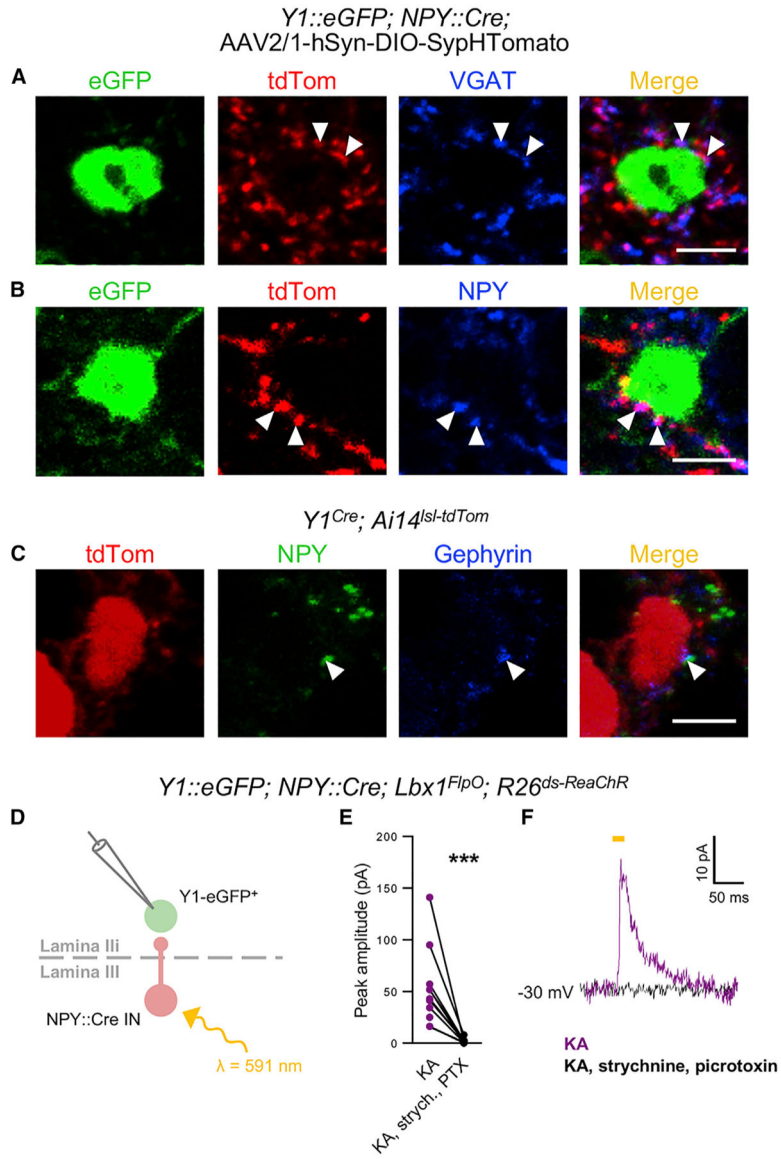 Y1::eGFP; NPY::Cre;
AAV2/1-hSyn-DIO-SypHTomato
A
eGFP tdTom VGAT Merge
B
eGFP tdTom NPY Merge
Y1Cre; Ai14lsl-tdTom
C
tdTom NPY Gephyrin Merge
Y1::eGFP; NPY::Cre; Lbx1FlpO; R26ds-ReaChR
D
Y1-eGFP+
Lamina IIi
Lamina III
NPY::Cre IN
λ = 591 nm
E
Peak amplitude (pA)
200
150
100
50
0
***
KA
KA, strych., PTX
F
10 pA
50 ms
-30 mV
KA
KA, strychnine, picrotoxin